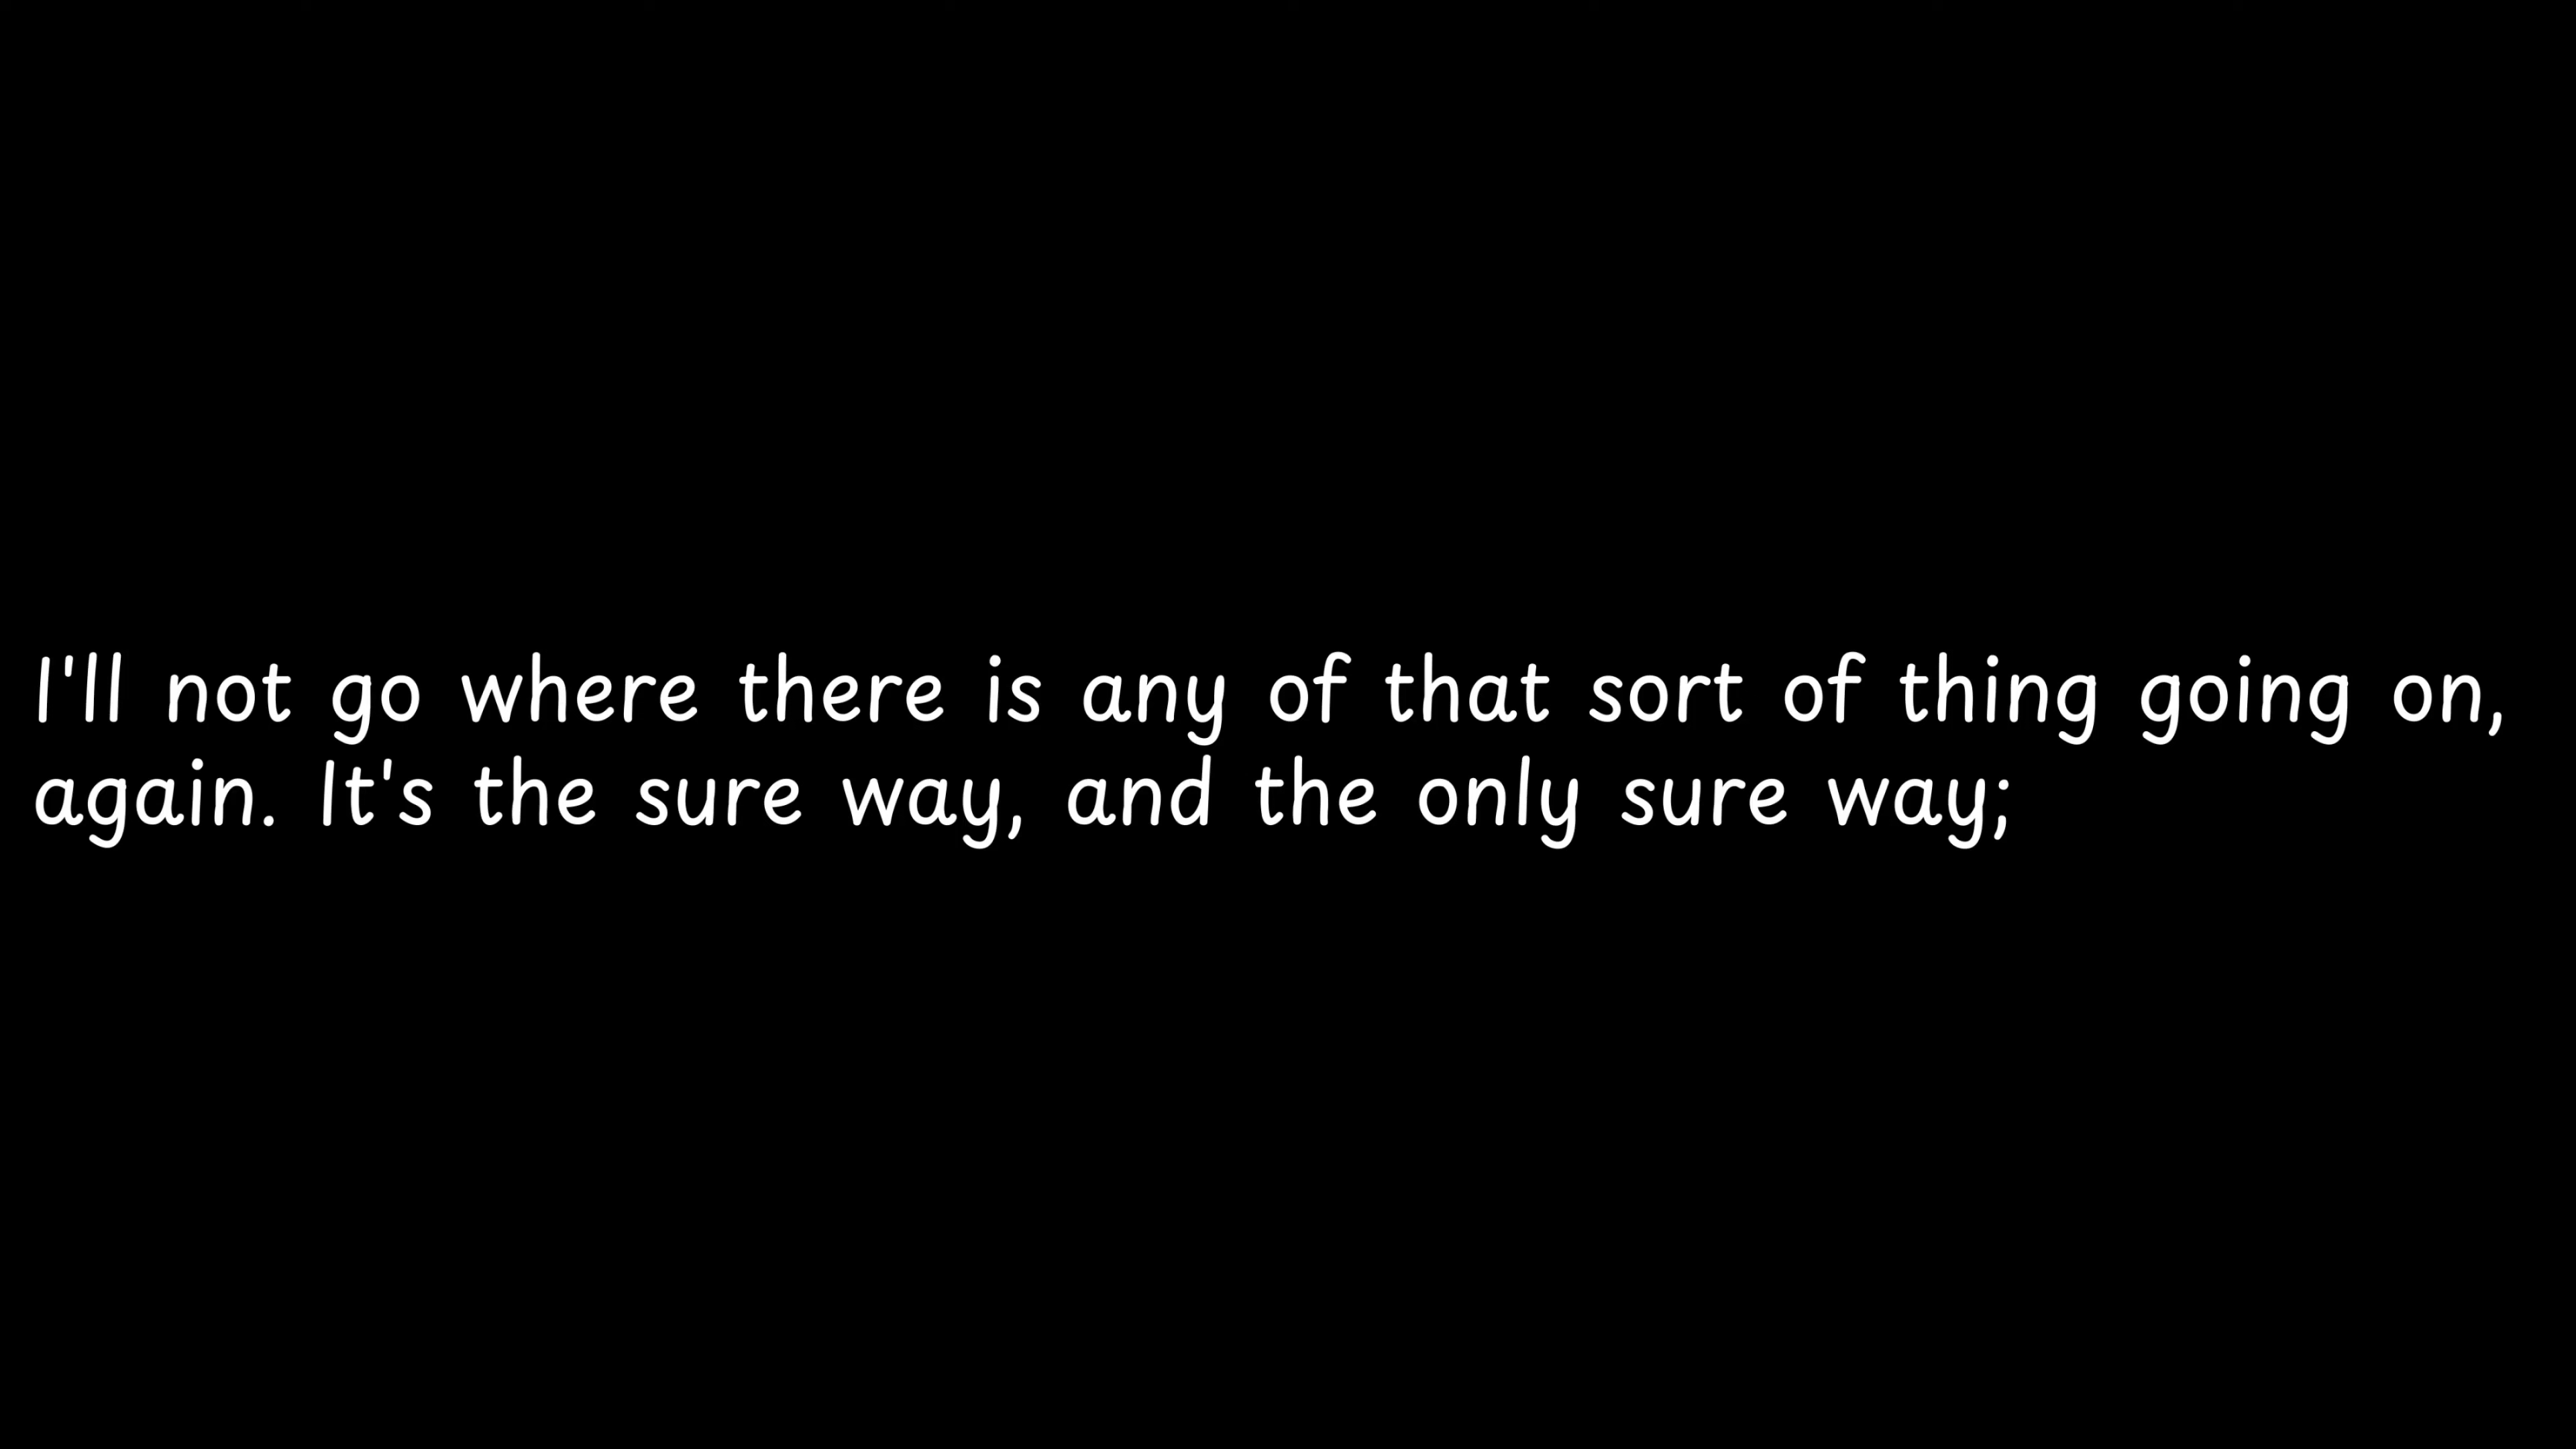 I'll not go where there is any of that sort of thing going on,
again. It's the sure way, and the only sure way;